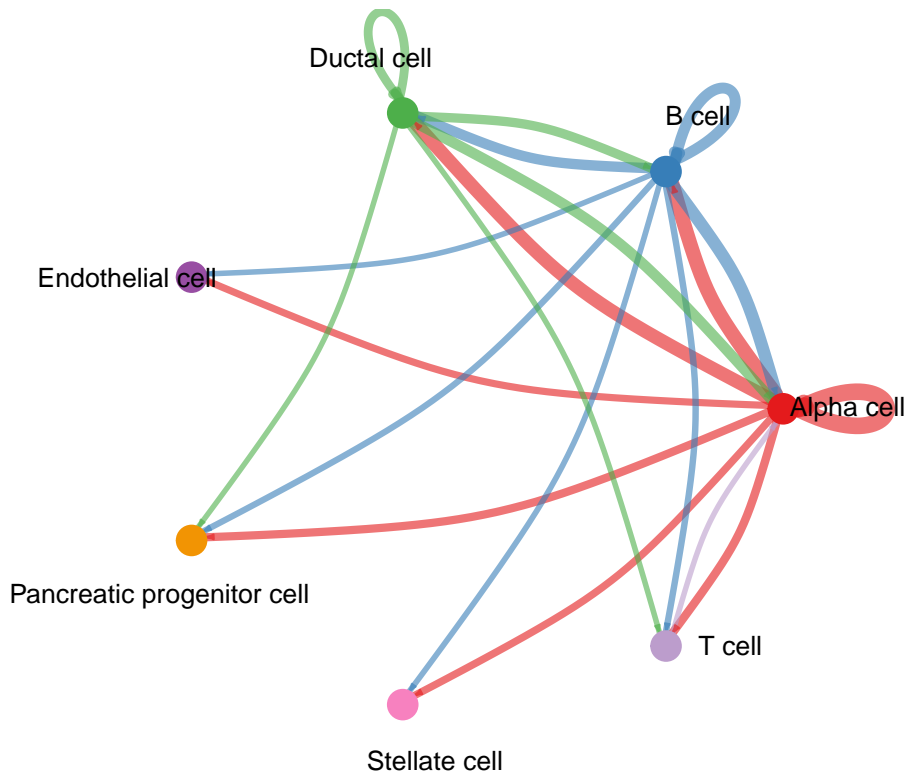 Ductal cell
B cell
Endothelial cell
Alpha cell
Pancreatic progenitor cell
T cell
Stellate cell